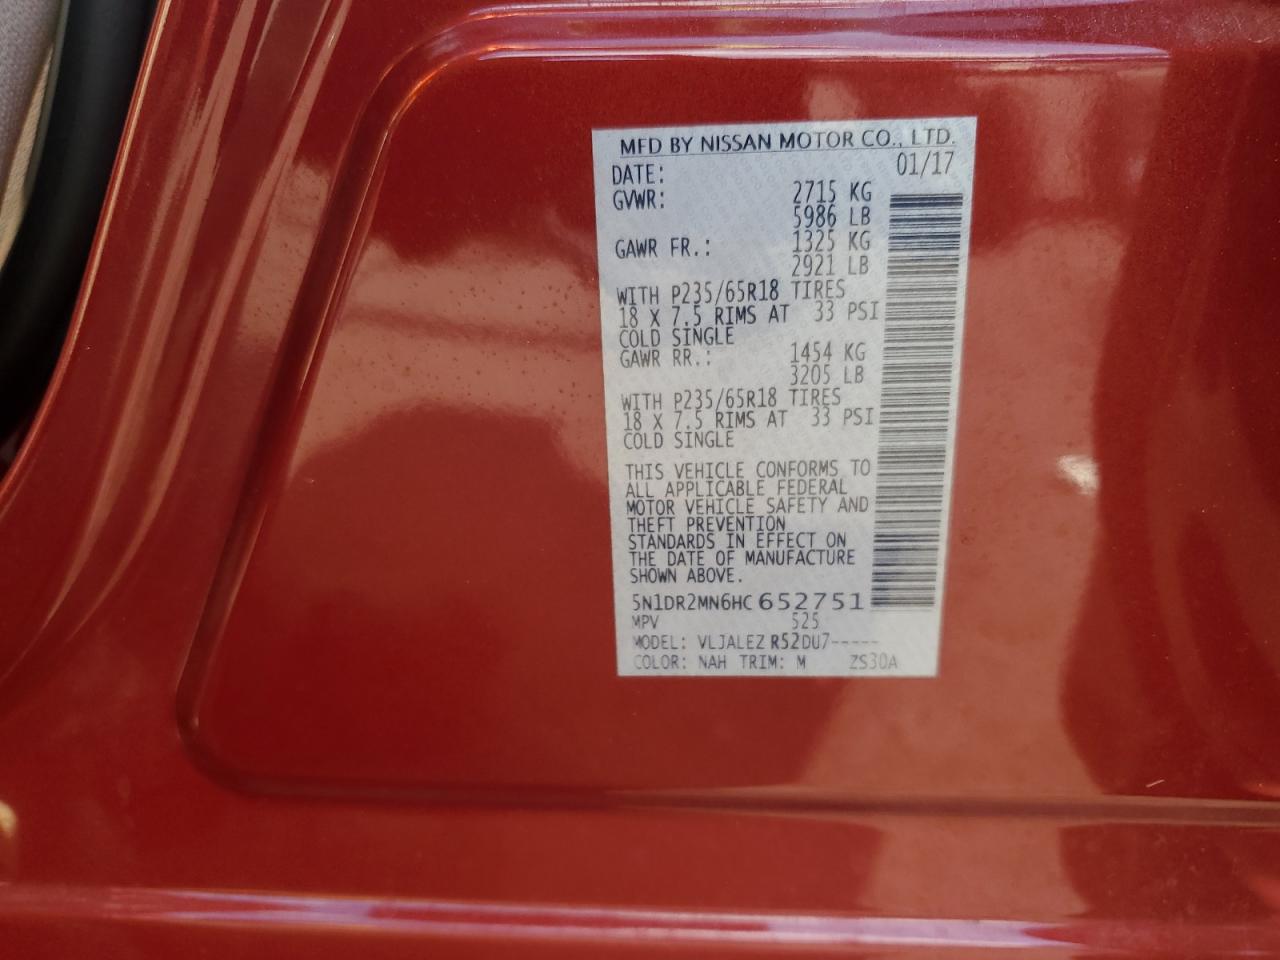 MFD BY NISSAN MOTOR CO., LTD.
DATE: 01/17
GVWR: 2715 KG
5986 LB
GAWR FR.: 1325 KG
2921 LB
WITH P235/65R18 TIRES
18 X 7.5 RIMS AT 33 PSI
COLD SINGLE
GAWR RR.: 1454 KG
3205 LB
WITH P235/65R18 TIRES
18 X 7.5 RIMS AT 33 PSI
COLD SINGLE
THIS VEHICLE CONFORMS TO
ALL APPLICABLE FEDERAL
MOTOR VEHICLE SAFETY AND
THEFT PREVENTION
STANDARDS IN EFFECT ON
THE DATE OF MANUFACTURE
SHOWN ABOVE.
5N1DR2MN6HC652751
MPV 525
MODEL: VLJALEZ R52DU7-----
COLOR: NAH TRIM: M ZS30A